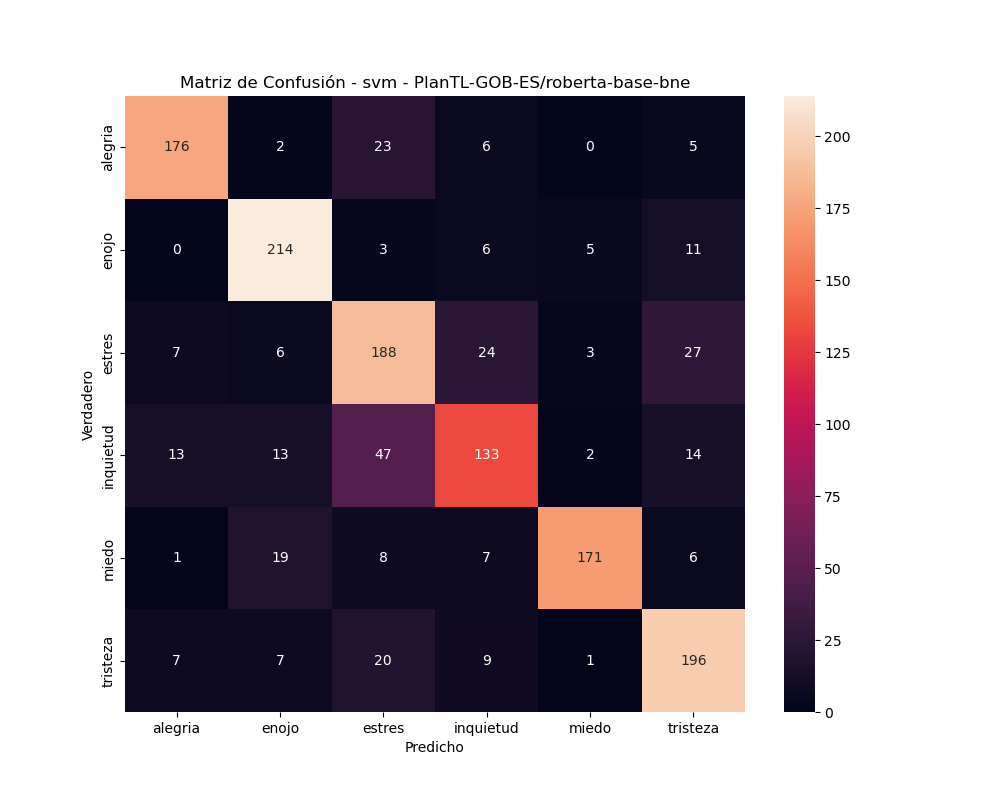 Matriz de Confusión - svm - PlanTL-GOB-ES/roberta-base-bne
Verdadero
alegria 176 2 23 6 0 5
enojo 0 214 3 6 5 11
estres 7 6 188 24 3 27
inquietud 13 13 47 133 2 14
miedo 1 19 8 7 171 6
tristeza 7 7 20 9 1 196
alegria enojo estres inquietud miedo tristeza
Predicho
200
175
150
125
100
75
50
25
0